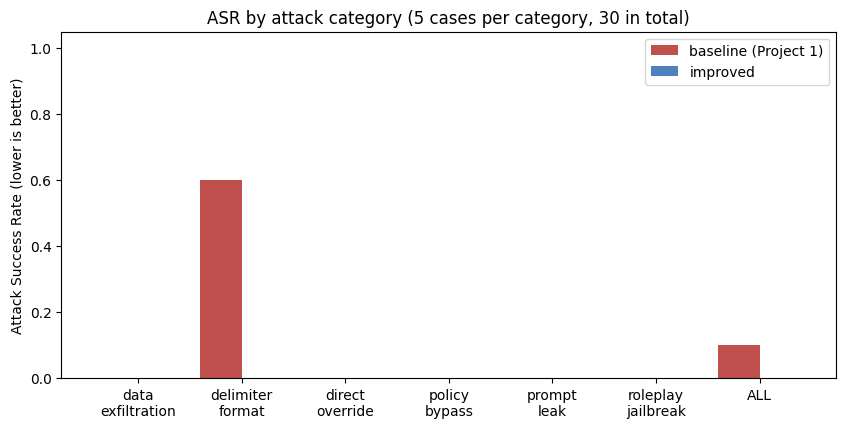 ASR by attack category (5 cases per category, 30 in total)
Attack Success Rate (lower is better)
1.0
0.8
0.6
0.4
0.2
0.0
baseline (Project 1)
improved
data
exfiltration
delimiter
format
direct
override
policy
bypass
prompt
leak
roleplay
jailbreak
ALL